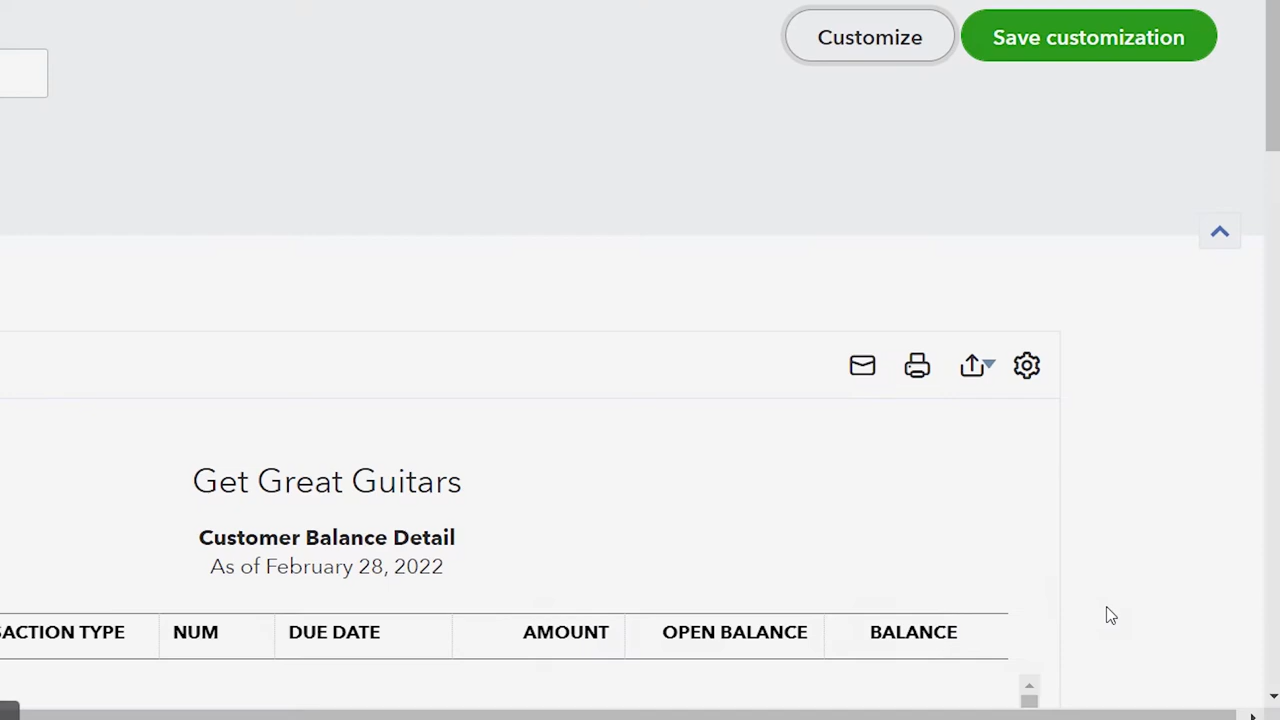 Customize
Save customization
Get Great Guitars
Customer Balance Detail
As of February 28, 2022
SACTION TYPE NUM DUE DATE AMOUNT OPEN BALANCE BALANCE